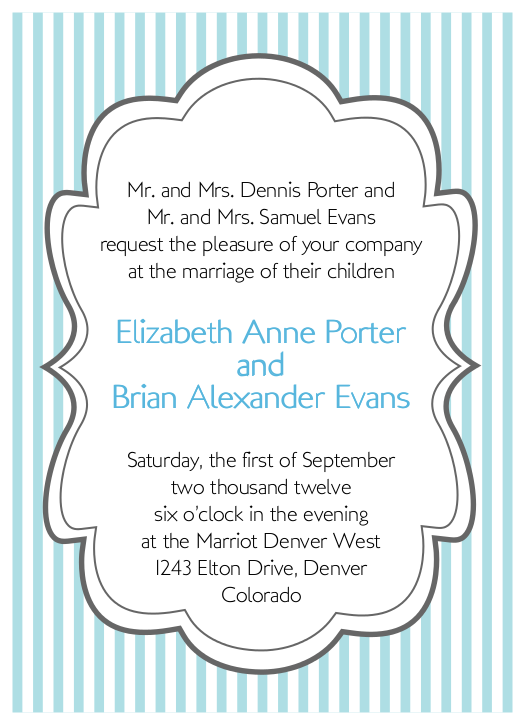 Mr. and Mrs. Dennis Porter and
Mr. and Mrs. Samuel Evans
request the pleasure of your company
at the marriage of their children
Elizabeth Anne Porter
and
Brian Alexander Evans
Saturday, the first of September
two thousand twelve
six o'clock in the evening
at the Marriot Denver West
1243 Elton Drive, Denver
Colorado